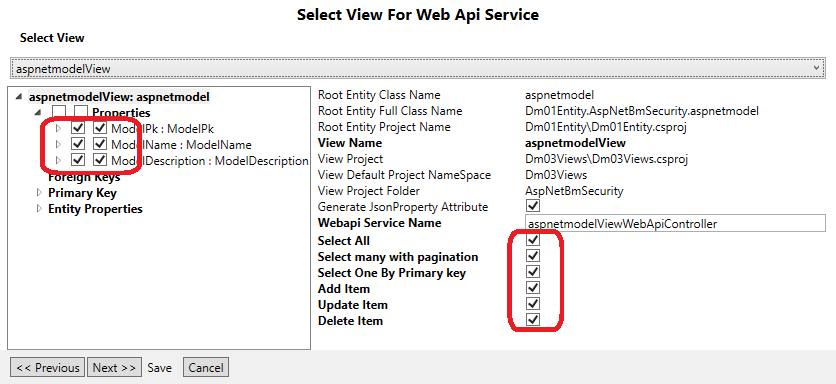 Select View For Web Api Service
Select View
aspnetmodelView
aspnetmodelView: aspnetmodel
Properties
ModelPk : ModelPk
ModelName : ModelName
ModelDescription : ModelDescription
Foreign Keys
Primary Key
Entity Properties
Root Entity Class Name aspnetmodel
Root Entity Full Class Name Dm01Entity.AspNetBmSecurity.aspnetmodel
Root Entity Project Name Dm01Entity\Dm01Entity.csproj
View Name aspnetmodelView
View Project Dm03Views\Dm03Views.csproj
View Default Project NameSpace Dm03Views
View Project Folder AspNetBmSecurity
Generate JsonProperty Attribute
Webapi Service Name aspnetmodelViewWebApiController
Select All
Select many with pagination
Select One By Primary key
Add Item
Update Item
Delete Item
<< Previous Next >> Save Cancel